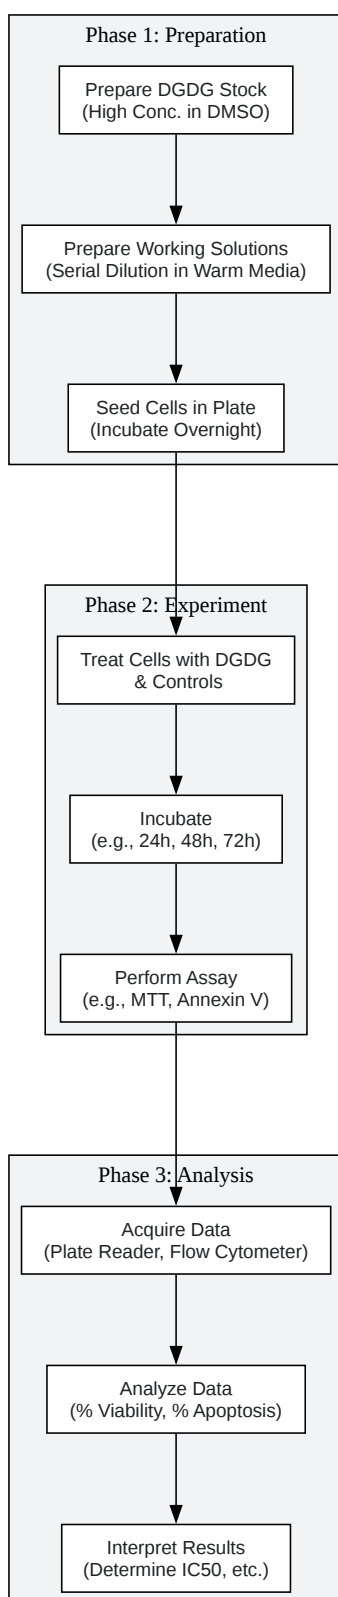 Phase 1: Preparation
Prepare DGDG Stock
(High Conc. in DMSO)
Prepare Working Solutions
(Serial Dilution in Warm Media)
Seed Cells in Plate
(Incubate Overnight)
Phase 2: Experiment
Treat Cells with DGDG
& Controls
Incubate
(e.g., 24h, 48h, 72h)
Perform Assay
(e.g., MTT, Annexin V)
Phase 3: Analysis
Acquire Data
(Plate Reader, Flow Cytometer)
Analyze Data
(% Viability, % Apoptosis)
Interpret Results
(Determine IC50, etc.)